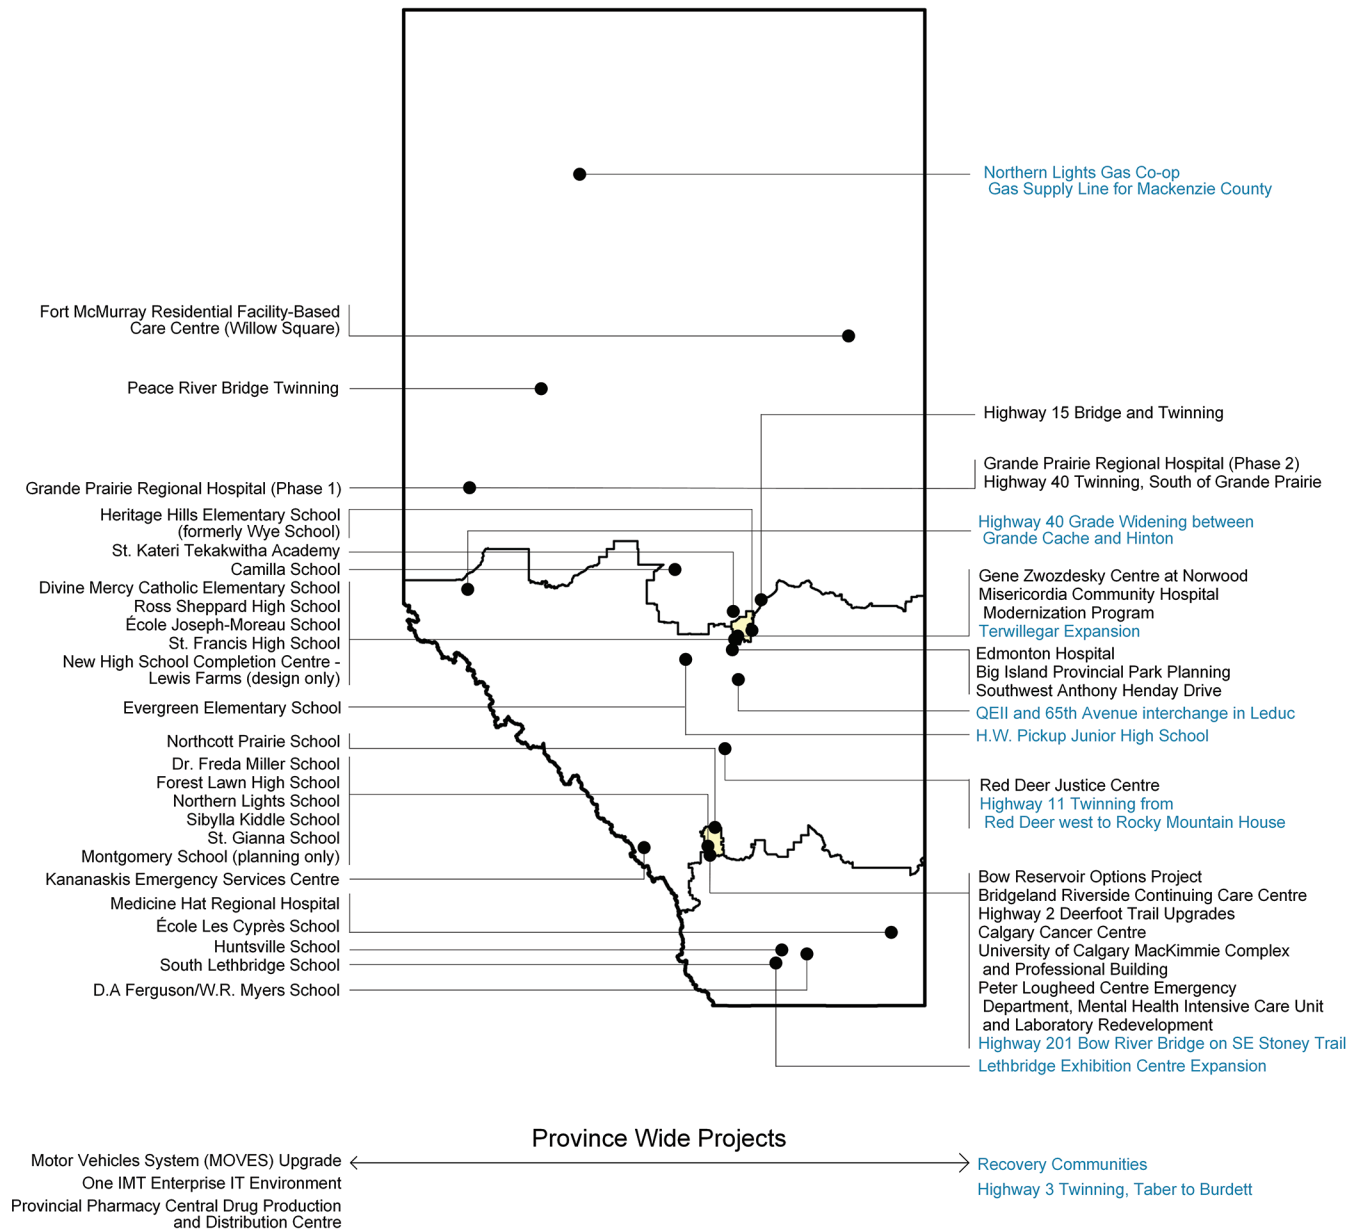 Northern Lights Gas Co-op
Gas Supply Line for Mackenzie County
Fort McMurray Residential Facility-Based
Care Centre (Willow Square)
Peace River Bridge Twinning
Highway 15 Bridge and Twinning
Grande Prairie Regional Hospital (Phase 2)
Highway 40 Twinning, South of Grande Prairie
Grande Prairie Regional Hospital (Phase 1)
Heritage Hills Elementary School
(formerly Wye School)
St. Kateri Tekakwitha Academy
Camilla School
Divine Mercy Catholic Elementary School
Ross Sheppard High School
École Joseph-Moreau School
St. Francis High School
New High School Completion Centre -
Lewis Farms (design only)
Evergreen Elementary School
Northcott Prairie School
Dr. Freda Miller School
Forest Lawn High School
Northern Lights School
Sibylla Kiddle School
St. Gianna School
Montgomery School (planning only)
Kananaskis Emergency Services Centre
Medicine Hat Regional Hospital
École Les Cyprès School
Huntsville School
South Lethbridge School
D.A Ferguson/W.R. Myers School
Highway 40 Grade Widening between
Grande Cache and Hinton
Gene Zwozdesky Centre at Norwood
Misericordia Community Hospital
Modernization Program
Terwillegar Expansion
Edmonton Hospital
Big Island Provincial Park Planning
Southwest Anthony Henday Drive
QEII and 65th Avenue interchange in Leduc
H.W. Pickup Junior High School
Red Deer Justice Centre
Highway 11 Twinning from
Red Deer west to Rocky Mountain House
Bow Reservoir Options Project
Bridgeland Riverside Continuing Care Centre
Highway 2 Deerfoot Trail Upgrades
Calgary Cancer Centre
University of Calgary MacKimmie Complex
and Professional Building
Peter Lougheed Centre Emergency
Department, Mental Health Intensive Care Unit
and Laboratory Redevelopment
Highway 201 Bow River Bridge on SE Stoney Trail
Lethbridge Exhibition Centre Expansion
Province Wide Projects
Motor Vehicles System (MOVES) Upgrade
One IMT Enterprise IT Environment
Provincial Pharmacy Central Drug Production
and Distribution Centre
Recovery Communities
Highway 3 Twinning, Taber to Burdett